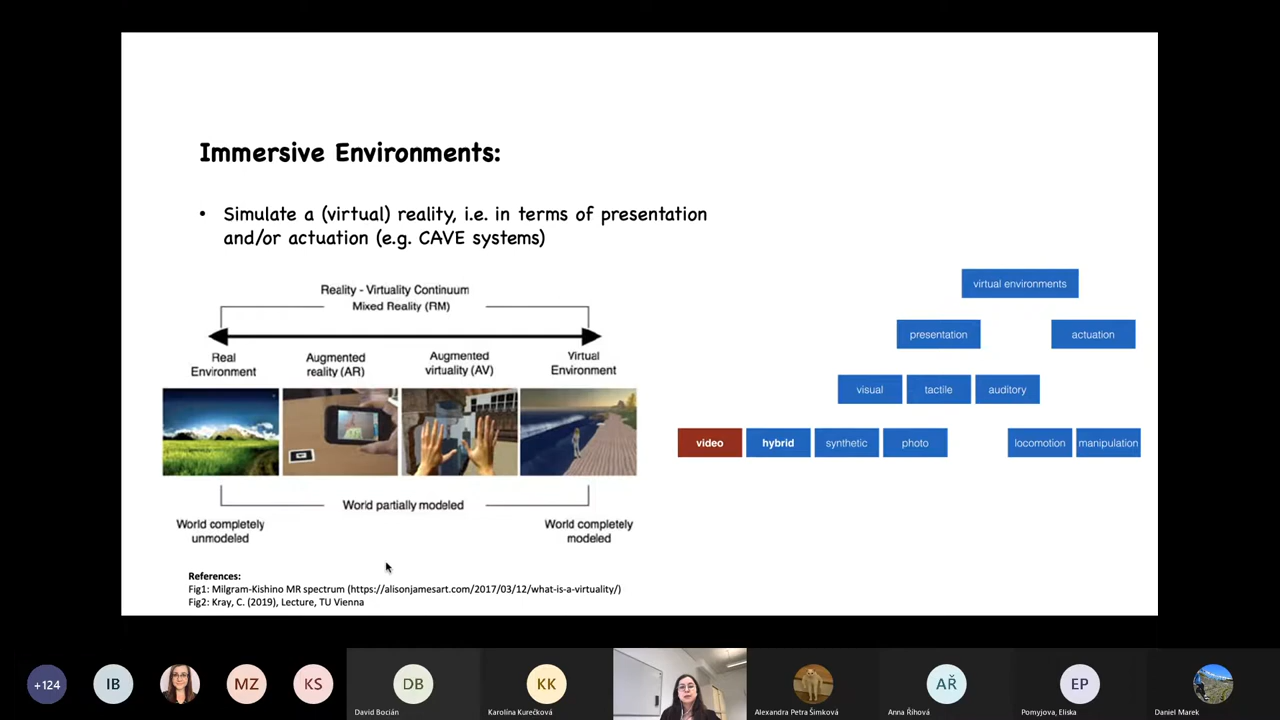 Immersive Environments:
• Simulate a (virtual) reality, i.e. in terms of presentation
and/or actuation (e.g. CAVE systems)
Reality - Virtuality Continuum
Mixed Reality (RM)
Real
Environment
Augmented
reality (AR)
Augmented
virtuality (AV)
Virtual
Environment
World partially modeled
World completely
unmodeled
World completely
modeled
virtual environments
presentation
actuation
visual
tactile
auditory
video
hybrid
synthetic
photo
locomotion
manipulation
References:
Fig1: Milgram-Kishino MR spectrum (https://alisonjamesart.com/2017/03/12/what-is-a-virtuality/)
Fig2: Kray, C. (2019), Lecture, TU Vienna
+124
IB
MZ
KS
DB
David Bocián
KK
Karolína Kurečková
Alexandra Petra Šimková
AŘ
Anna Říhová
EP
Pomyjova, Eliska
Daniel Marek